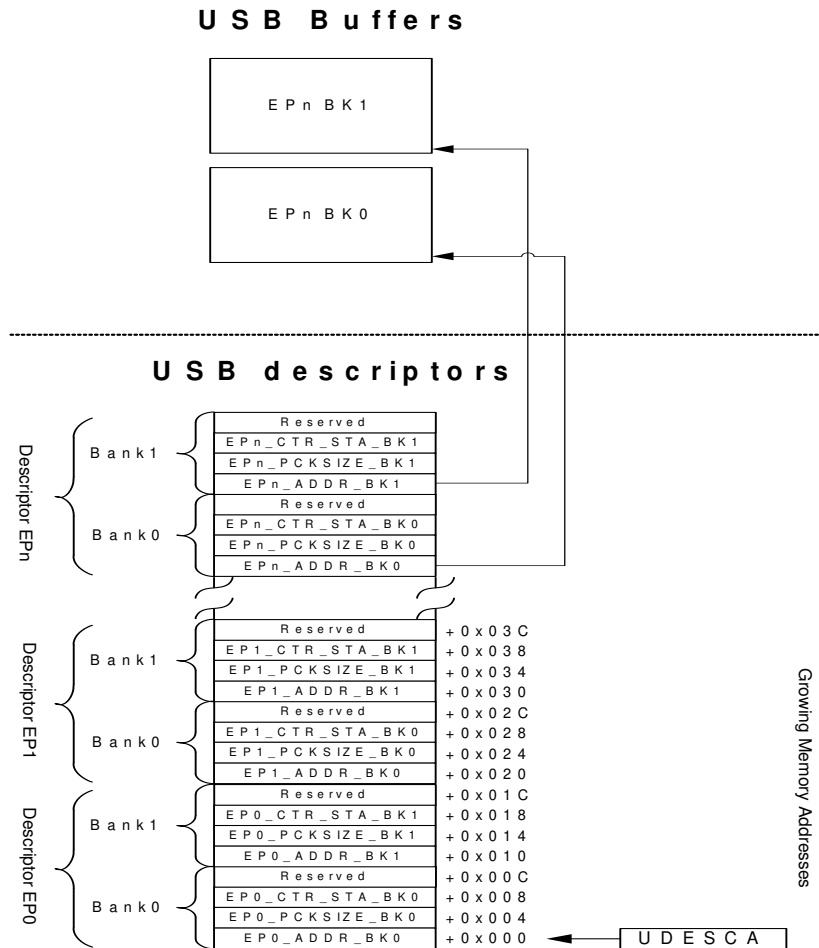 USB Buffers
EPn BK1
EPn BK0
USB descriptors
Descriptor EPn
Bank1
Reserved
EPn_CTR_STA_BK1
EPn_PCKSIZE_BK1
EPn_ADDR_BK1
Bank0
Reserved
EPn_CTR_STA_BK0
EPn_PCKSIZE_BK0
EPn_ADDR_BK0
Descriptor EP1
Bank1
Reserved +0x03C
EP1_CTR_STA_BK1 +0x038
EP1_PCKSIZE_BK1 +0x034
EP1_ADDR_BK1 +0x030
Bank0
Reserved +0x02C
EP1_CTR_STA_BK0 +0x028
EP1_PCKSIZE_BK0 +0x024
EP1_ADDR_BK0 +0x020
Descriptor EP0
Bank1
Reserved +0x01C
EP0_CTR_STA_BK1 +0x018
EP0_PCKSIZE_BK1 +0x014
EP0_ADDR_BK1 +0x010
Bank0
Reserved +0x00C
EP0_CTR_STA_BK0 +0x008
EP0_PCKSIZE_BK0 +0x004
EP0_ADDR_BK0 +0x000
UDESCA
Growing Memory Addresses